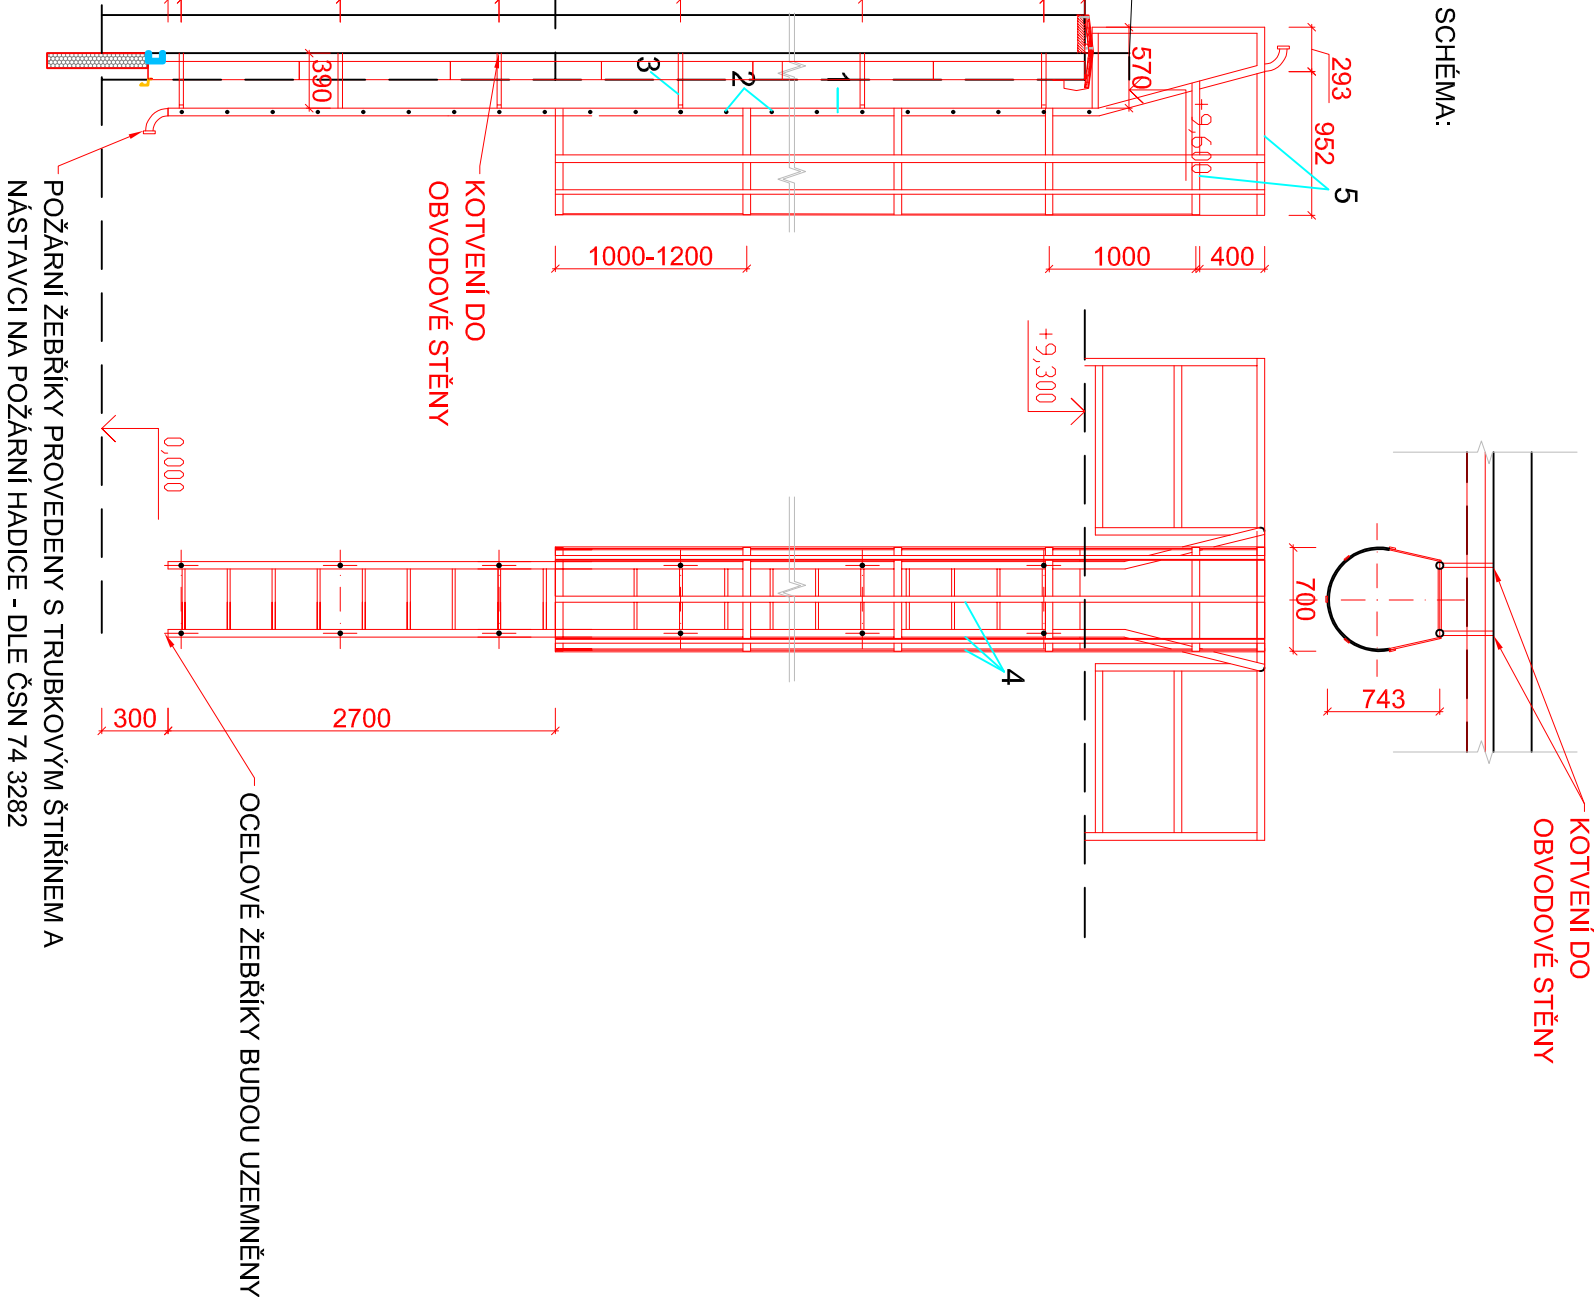 SCHÉMA:
293
952
570
+9,600
5
390
3
2
1
KOTVENÍ DO
OBVODOVÉ STĚNY
1000-1200
1000
400
POŽÁRNÍ ŽEBŘÍKY PROVEDENY S TRUBKOVÝM ŠTIŘÍNEM A
NÁSTAVCI NA POŽÁRNÍ HADICE - DLE ČSN 74 3282
+9,300
0,000
700
743
4
300
2700
KOTVENÍ DO
OBVODOVÉ STĚNY
OCELOVÉ ŽEBŘÍKY BUDOU UZEMNĚNY